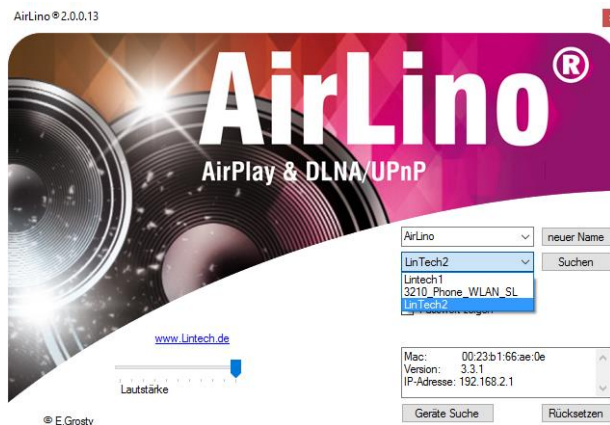 AirLino® 2.0.0.13
AirLino®
AirPlay & DLNA/UPnP
AirLino
neuer Name
LinTech2
Suchen
Lintech1
3210_Phone_WLAN_SL
LinTech2
www.Lintech.de
Lautstärke
Mac: 00:23:b1:66:ae:0e
Version: 3.3.1
IP-Adresse: 192.168.2.1
Geräte Suche
Rücksetzen
© E.Grosty